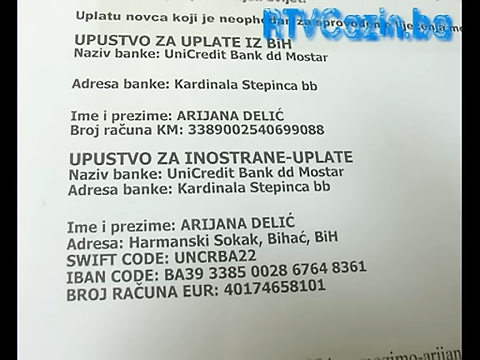 Uplatu novca koji je neophodan za sprovođenje
RTVCazin.ba
UPUSTVO ZA UPLATE IZ BiH
Naziv banke: UniCredit Bank dd Mostar
Adresa banke: Kardinala Stepinca bb
Ime i prezime: ARIJANA DELIĆ
Broj računa KM: 3389002540699088
UPUSTVO ZA INOSTRANE-UPLATE
Naziv banke: UniCredit Bank dd Mostar
Adresa banke: Kardinala Stepinca bb
Ime i prezime: ARIJANA DELIĆ
Adresa: Harmanski Sokak, Bihać, BiH
SWIFT CODE: UNCRBA22
IBAN CODE: BA39 3385 0028 6764 8361
BROJ RAČUNA EUR: 40174658101